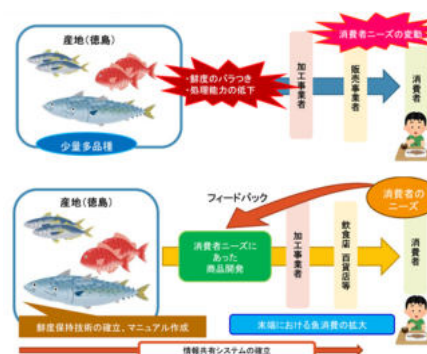 産地（徳島）
少量多品種
・鮮度のバラつき
・処理能力の低下
加工事業者
販売事業者
消費者ニーズの変動
消費者
産地（徳島）
鮮度保持技術の確立、マニュアル作成
フィードバック
消費者ニーズに
あった
商品開発
加工事業者
飲食店 百貨店等
消費者の
ニーズ
消費者
末端における魚消費の拡大
情報共有システムの確立